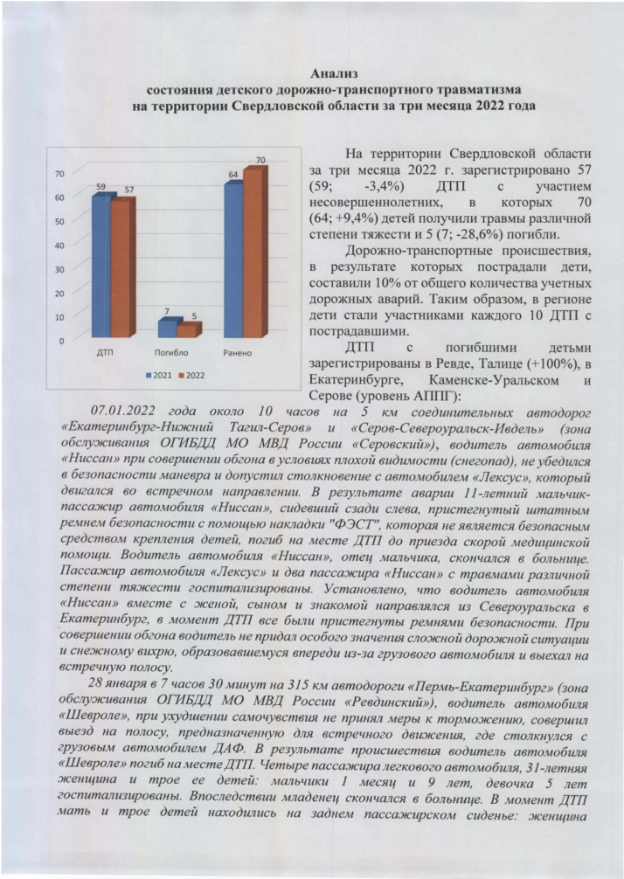 Анализ
состояния детского дорожно-транспортного травматизма
на территории Свердловской области за три месяца 2022 года
70
60
50
40
30
20
10
0
59
57
7
5
64
70
ДТП
Погибло
Ранено
2021
2022
На территории Свердловской области
за три месяца 2022 г. зарегистрировано 57
(59; -3,4%) ДТП с участием
несовершеннолетних, в которых 70
(64; +9,4%) детей получили травмы различной
степени тяжести и 5 (7; -28,6%) погибли.
Дорожно-транспортные происшествия,
в результате которых пострадали дети,
составили 10% от общего количества учетных
дорожных аварий. Таким образом, в регионе
дети стали участниками каждого 10 ДТП с
пострадавшими.
ДТП с погибшими детьми
зарегистрированы в Ревде, Талице (+100%), в
Екатеринбурге, Каменске-Уральском и
Серове (уровень АППГ):
07.01.2022 года около 10 часов на 5 км соединительных автодорог
«Екатеринбург-Нижний Тагил-Серов» и «Серов-Североуральск-Ивдель» (зона
обслуживания ОГИБДД МО МВД России «Серовский»), водитель автомобиля
«Ниссан» при совершении обгона в условиях плохой видимости (снегопад), не убедился
в безопасности маневра и допустил столкновение с автомобилем «Лексус», который
двигался во встречном направлении. В результате аварии 11-летний мальчик-
пассажир автомобиля «Ниссан», сидевший сзади слева, пристегнутый штатным
ремнем безопасности с помощью накладки "ФЭСТ", которая не является безопасным
средством крепления детей, погиб на месте ДТП до приезда скорой медицинской
помощи. Водитель автомобиля «Ниссан», отец мальчика, скончался в больнице.
Пассажир автомобиля «Лексус» и два пассажира «Ниссан» с травмами различной
степени тяжести госпитализированы. Установлено, что водитель автомобиля
«Ниссан» вместе с женой, сыном и знакомой направлялся из Североуральска в
Екатеринбург, в момент ДТП все были пристегнуты ремнями безопасности. При
совершении обгона водитель не придал особого значения сложной дорожной ситуации
и снежному вихрю, образовавшемуся впереди из-за грузового автомобиля и выехал на
встречную полосу.
28 января в 7 часов 30 минут на 315 км автодороги «Пермь-Екатеринбург» (зона
обслуживания ОГИБДД МО МВД России «Ревдинский»), водитель автомобиля
«Шевроле», при ухудшении самочувствия не принял меры к торможению, совершил
выезд на полосу, предназначенную для встречного движения, где столкнулся с
грузовым автомобилем ДАФ. В результате происшествия водитель автомобиля
«Шевроле» погиб на месте ДТП. Четыре пассажира легкового автомобиля, 31-летняя
женщина и трое ее детей: мальчики 1 месяц и 9 лет, девочка 5 лет
госпитализированы. Впоследствии младенец скончался в больнице. В момент ДТП
мать и трое детей находились на заднем пассажирском сиденье: женщина